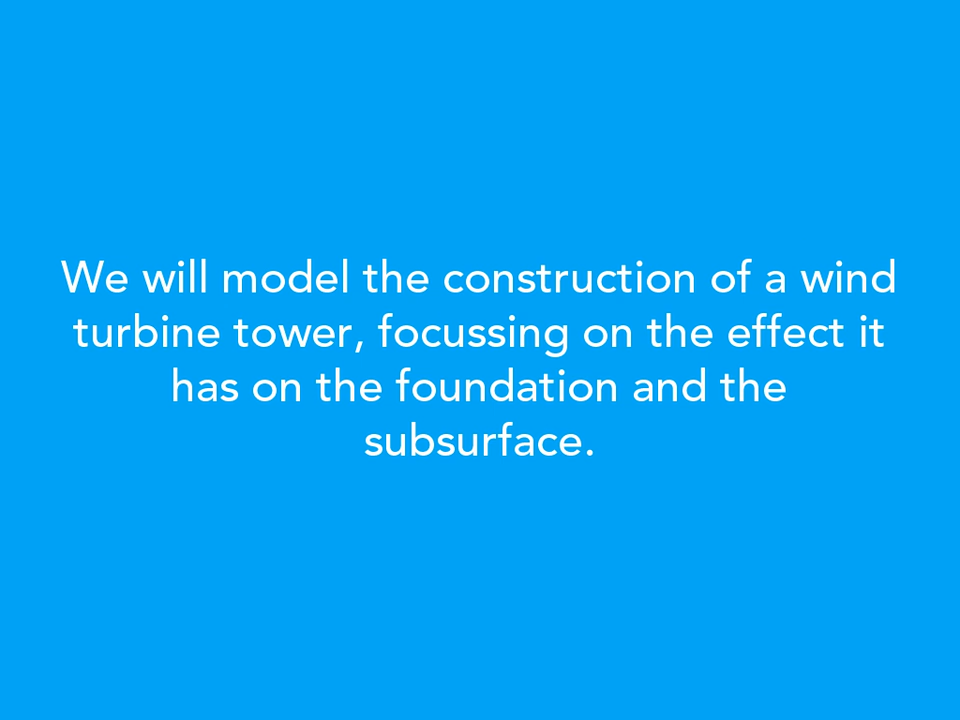 We will model the construction of a wind
turbine tower, focussing on the effect it
has on the foundation and the
subsurface.